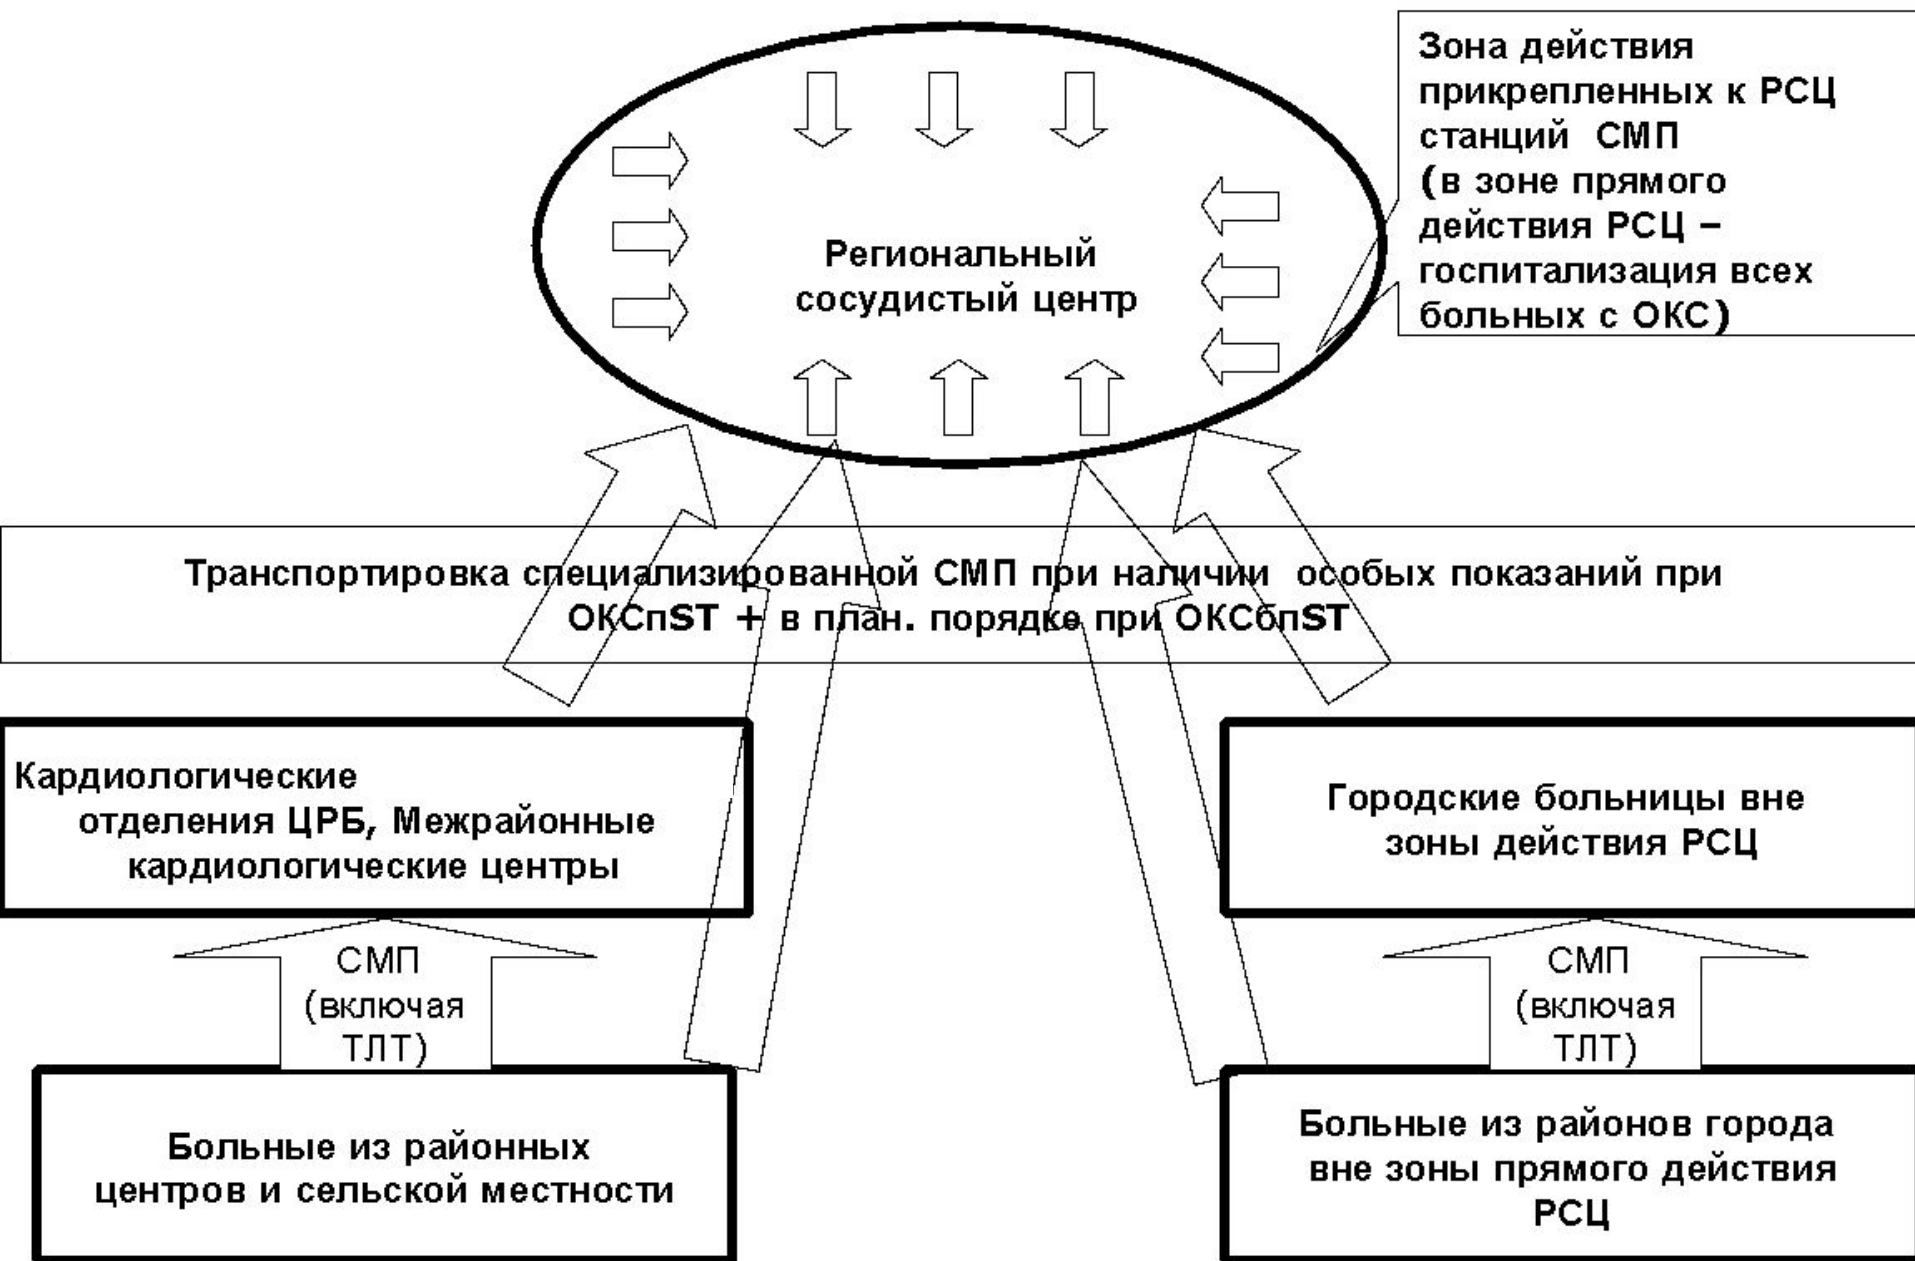 Зона действия
прикрепленных к РСЦ
станций СМП
(в зоне прямого
действия РСЦ –
госпитализация всех
больных с ОКС)
Региональный
сосудистый центр
Транспортировка специализированной СМП при наличии особых показаний при
ОКСпST + в план. порядке при ОКСбпST
Кардиологические
отделения ЦРБ, Межрайонные
кардиологические центры
Городские больницы вне
зоны действия РСЦ
СМП
(включая
ТЛТ)
СМП
(включая
ТЛТ)
Больные из районных
центров и сельской местности
Больные из районов города
вне зоны прямого действия
РСЦ